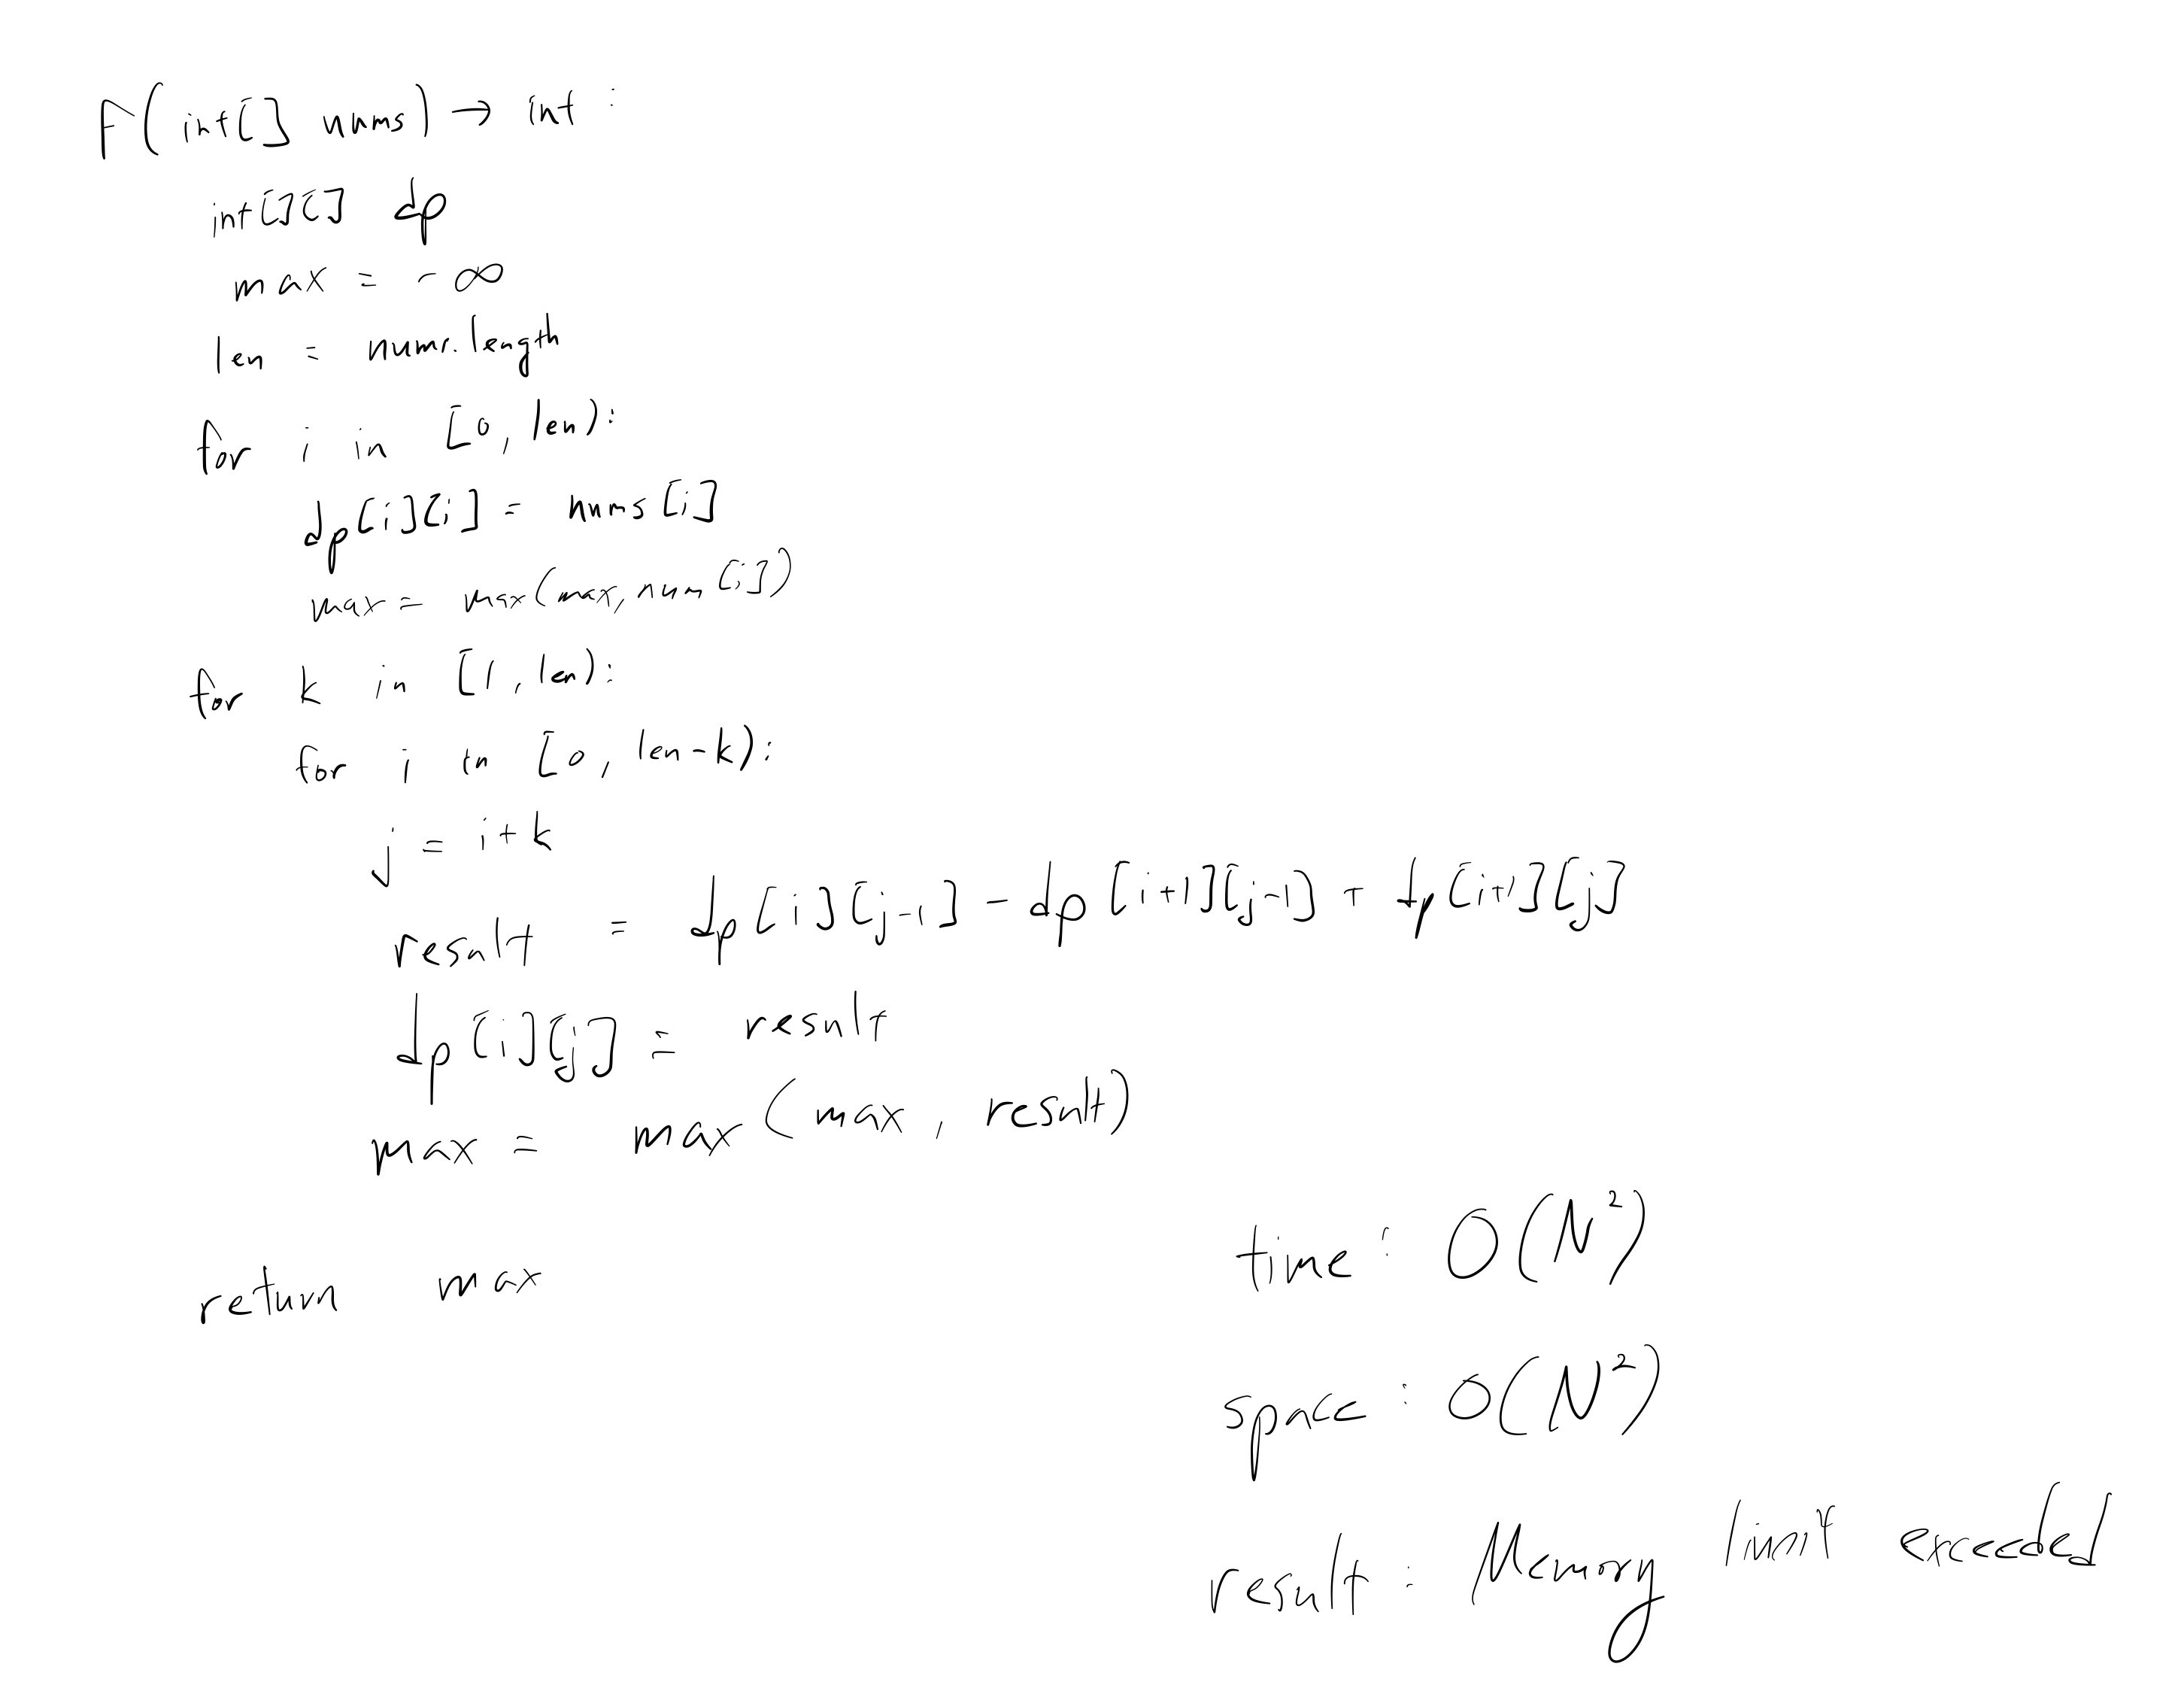 F(int[] nums) → int :
int[][] dp
max = -∞
len = nums.length
for i in [0, len):
dp[i][i] = nums[i]
max = max(max, num[i])
for k in [1, len):
for i in [0, len-k):
j = i+k
result = dp[i][j-1] - dp[i+1][j-1] + dp[i+1][j]
dp[i][j] = result
max = max(max, result)
return max
time : O(N²)
space : O(N²)
result : Memory limit exceeded